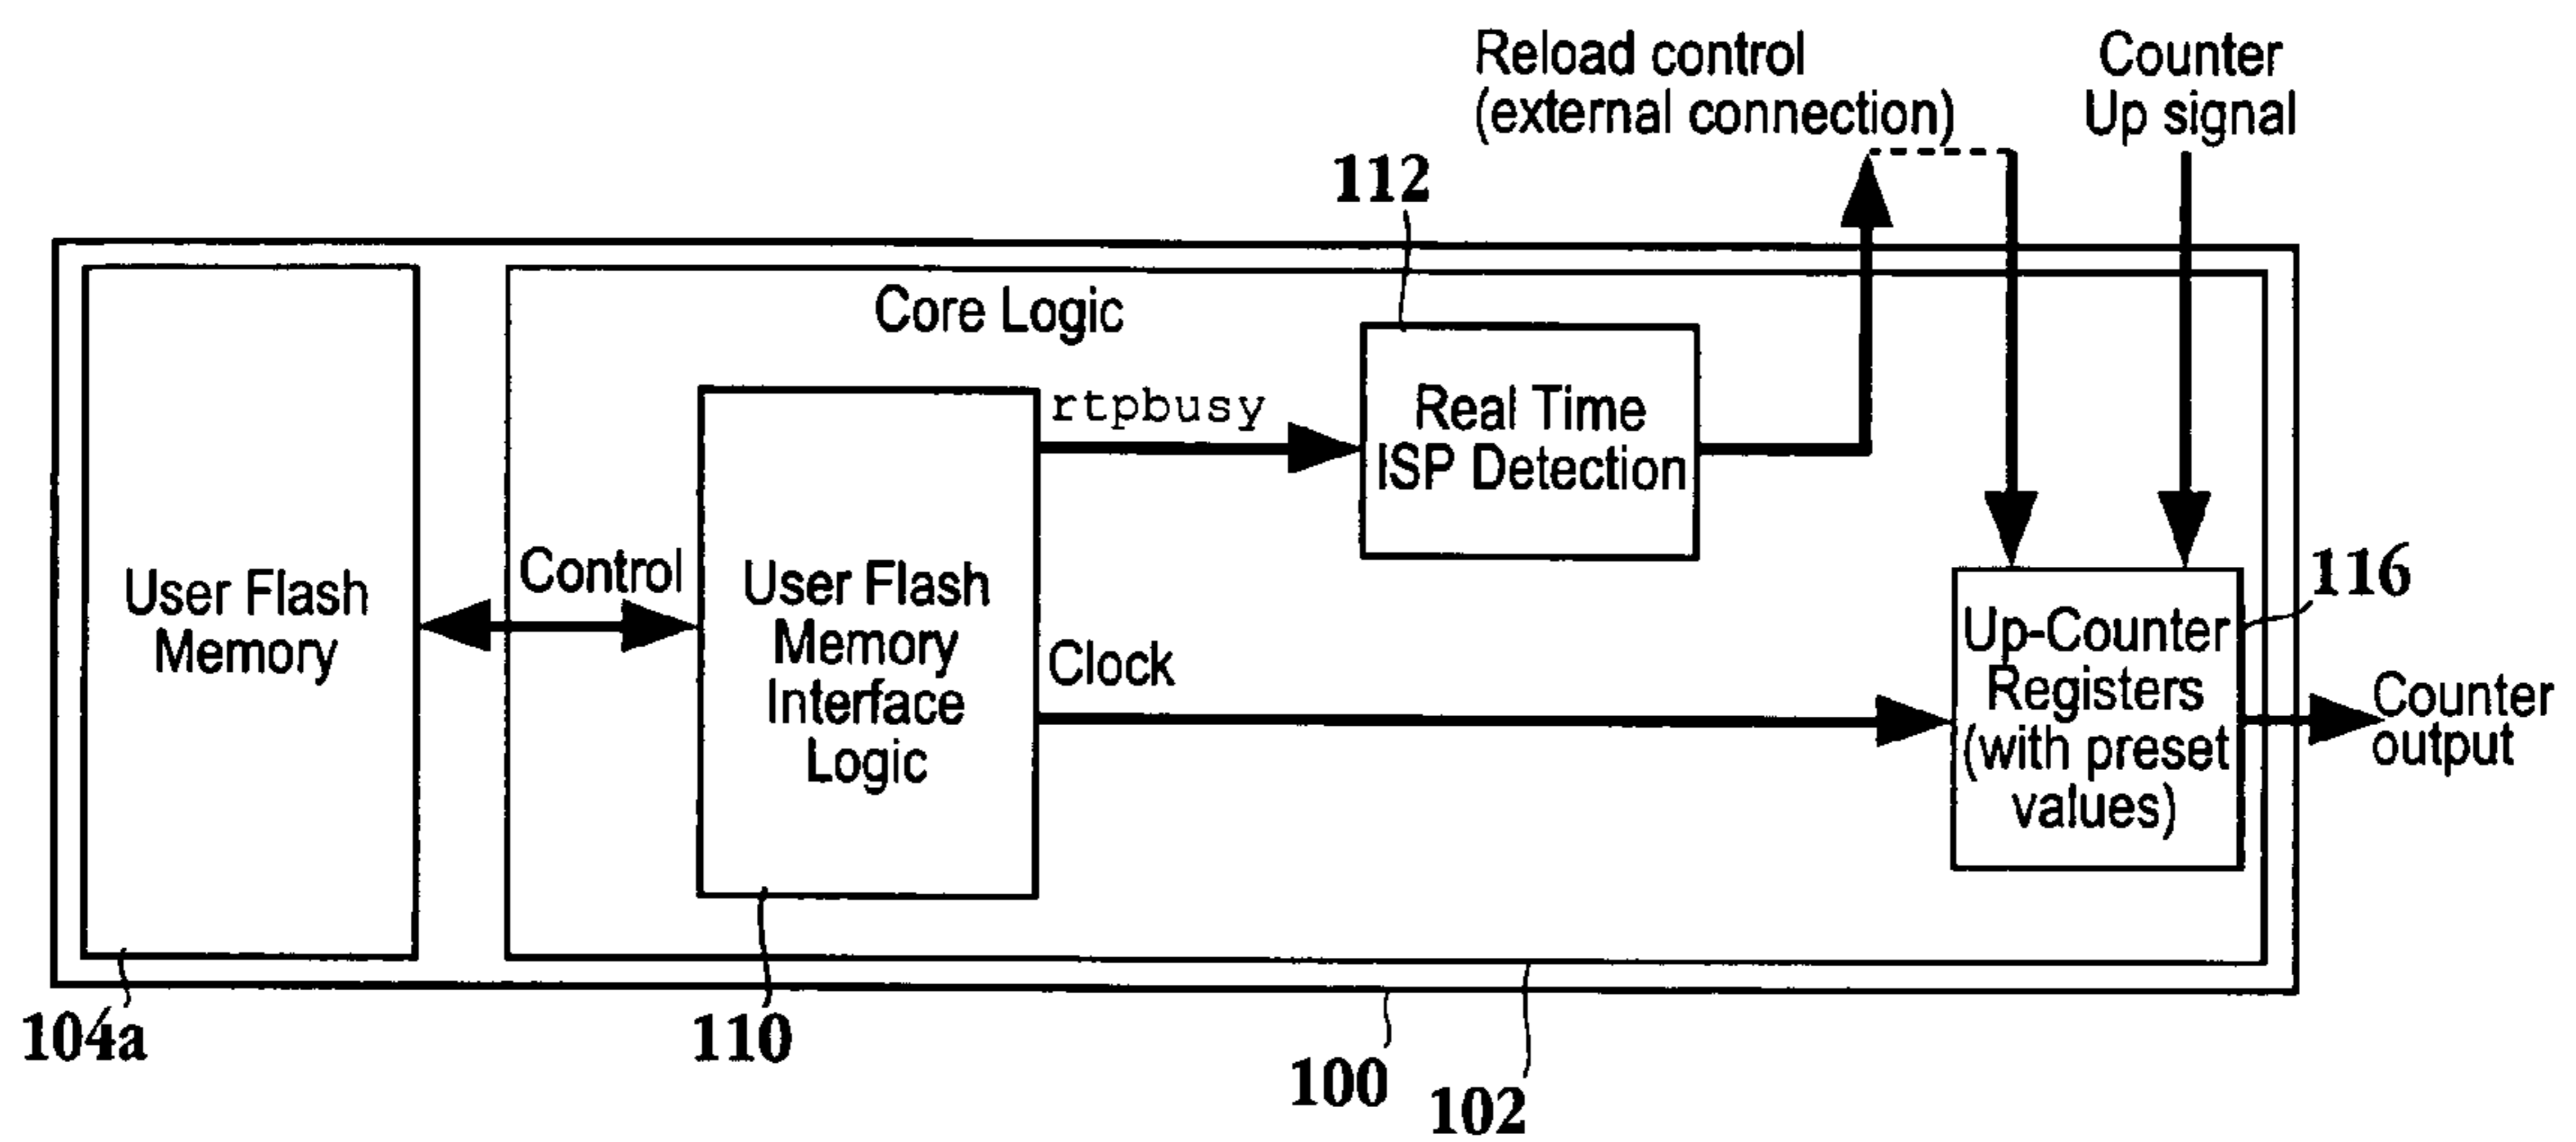 Reload control
(external connection)
Counter
Up signal
112
Core Logic
rtpbusy
Real Time
ISP Detection
Control
User Flash
Memory
User Flash
Memory
Interface
Logic
Clock
116
Up-Counter
Registers
(with preset
values)
Counter
output
104a
110
100
102